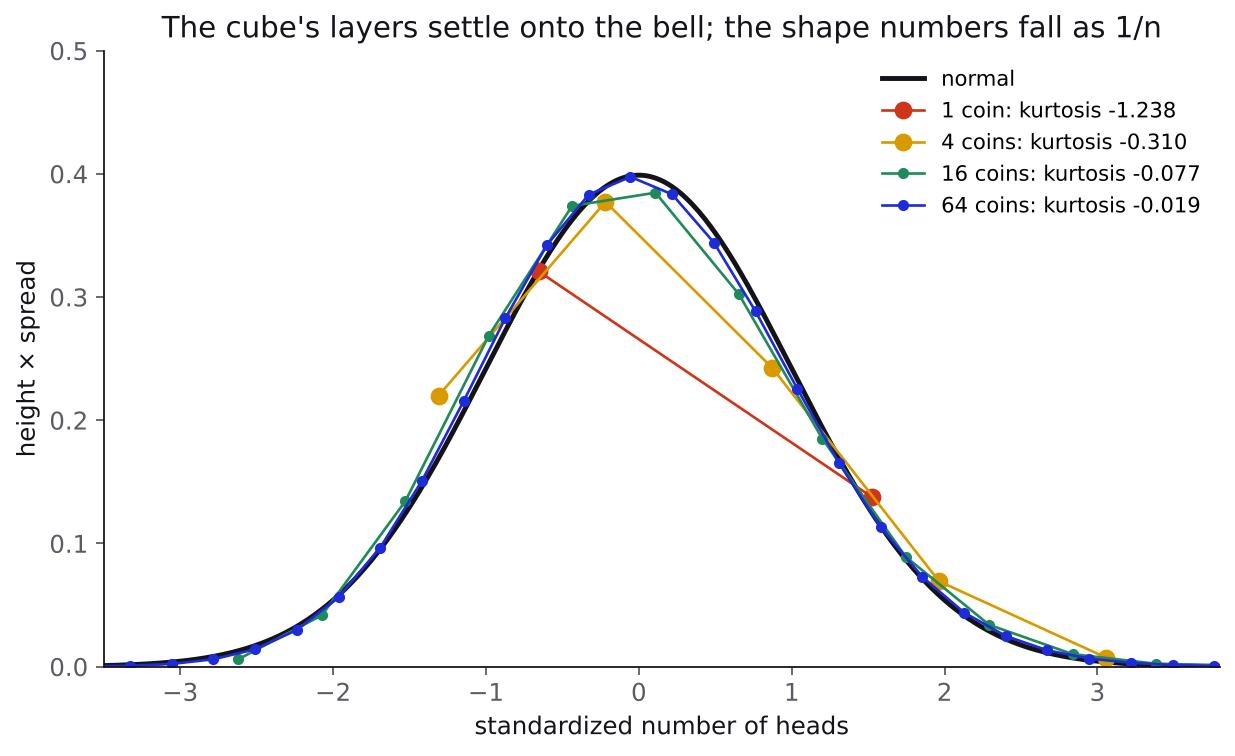 The cube's layers settle onto the bell; the shape numbers fall as 1/n
0.5
0.4
0.3
0.2
0.1
0.0
height × spread
normal
1 coin: kurtosis -1.238
4 coins: kurtosis -0.310
16 coins: kurtosis -0.077
64 coins: kurtosis -0.019
−3 −2 −1 0 1 2 3
standardized number of heads